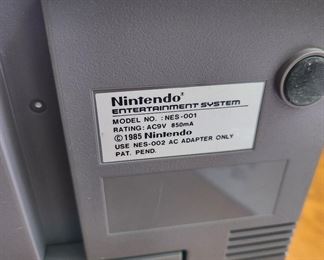 Nintendo®
ENTERTAINMENT SYSTEM
MODEL NO. : NES-001
RATING: AC9V 850mA
©1985 Nintendo
USE NES-002 AC ADAPTER ONLY
PAT. PEND.